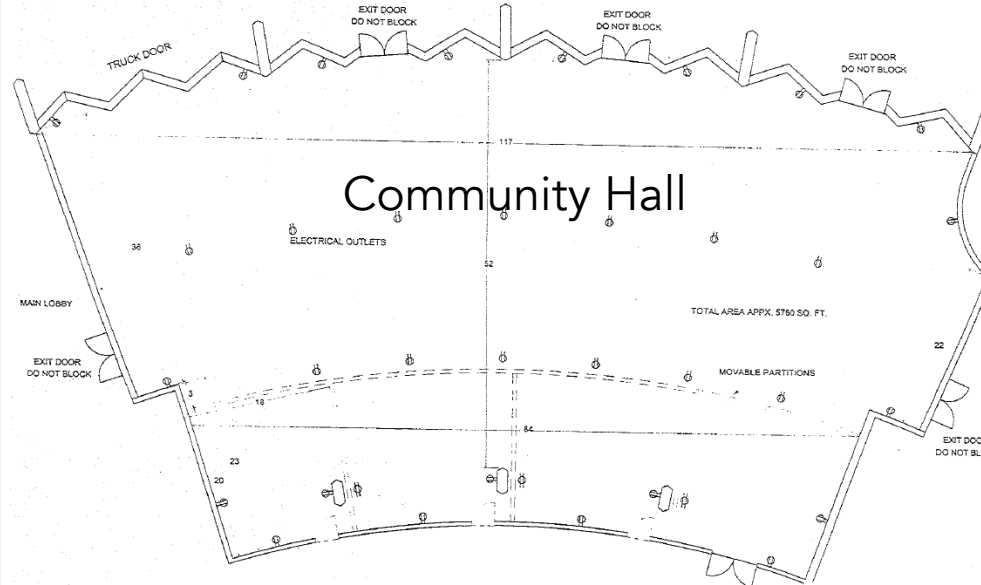 EXIT DOOR
DO NOT BLOCK
EXIT DOOR
DO NOT BLOCK
TRUCK DOOR
EXIT DOOR
DO NOT BLOCK
117
Community Hall
ELECTRICAL OUTLETS
36
52
MAIN LOBBY
TOTAL AREA APPX. 5760 SQ. FT.
22
EXIT DOOR
DO NOT BLOCK
MOVABLE PARTITIONS
3
18
84
EXIT DOO
DO NOT BL
23
20